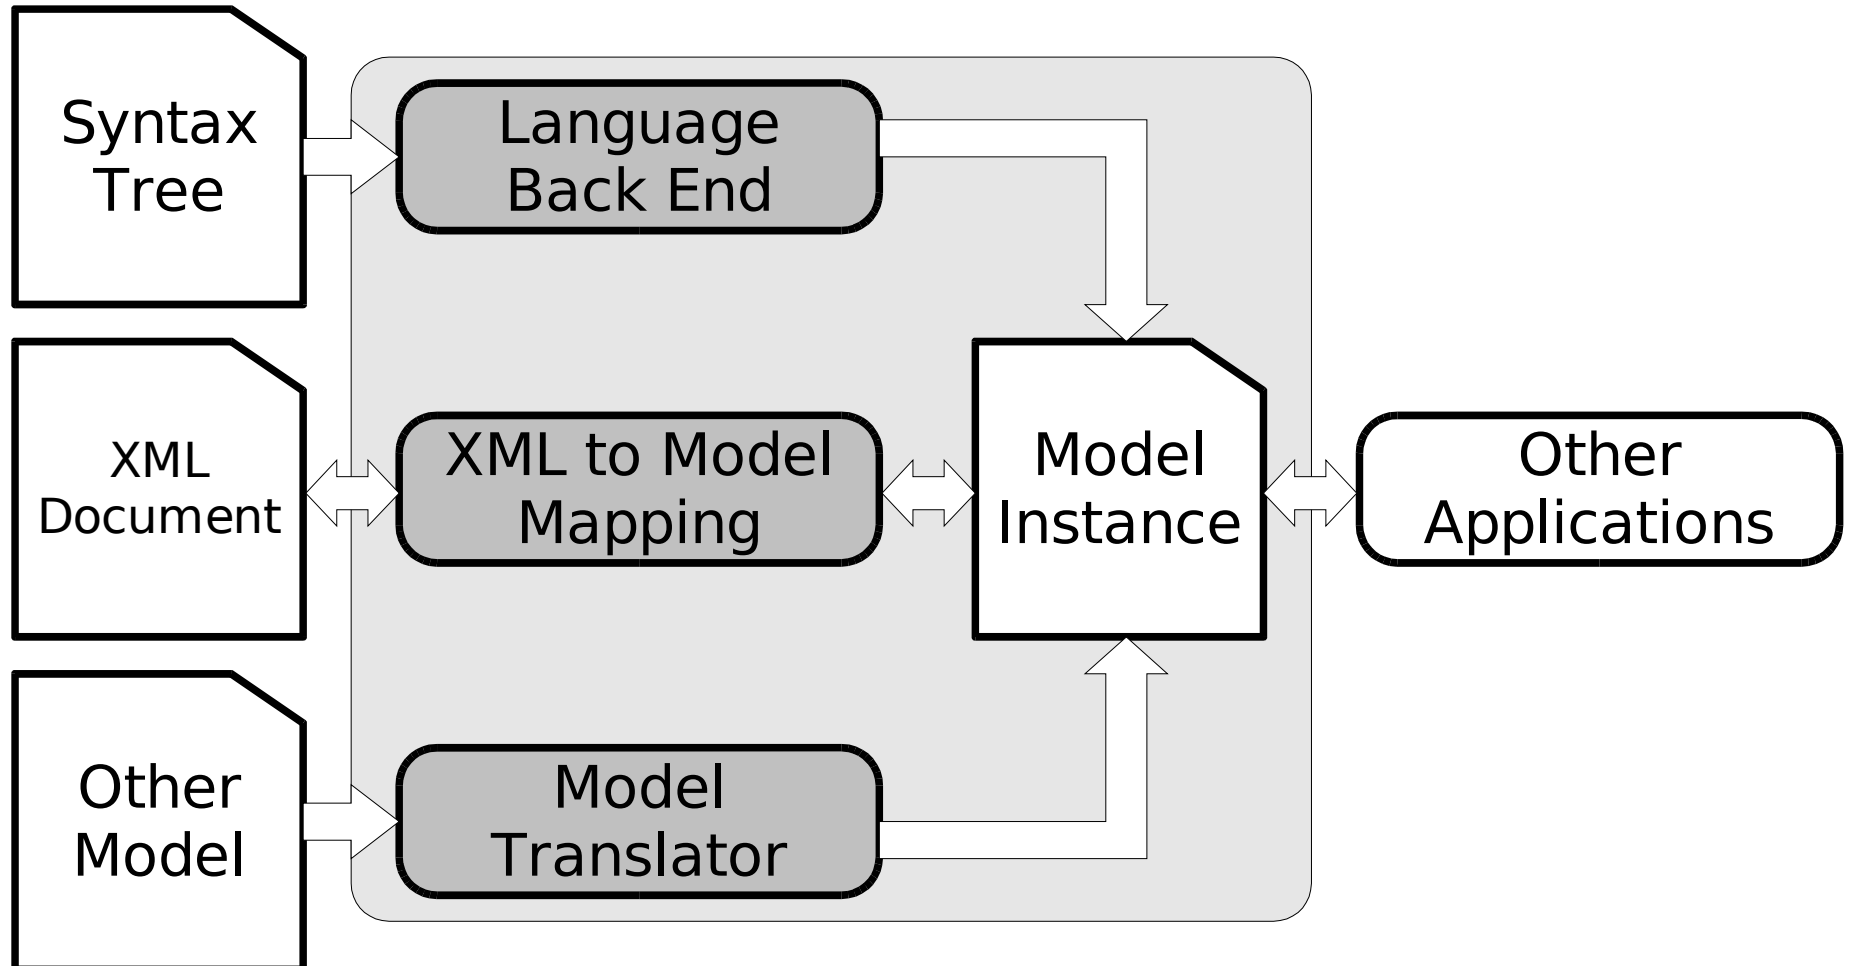 Syntax
Tree
Language
Back End
XML
Document
XML to Model
Mapping
Model
Instance
Other
Applications
Other
Model
Model
Translator